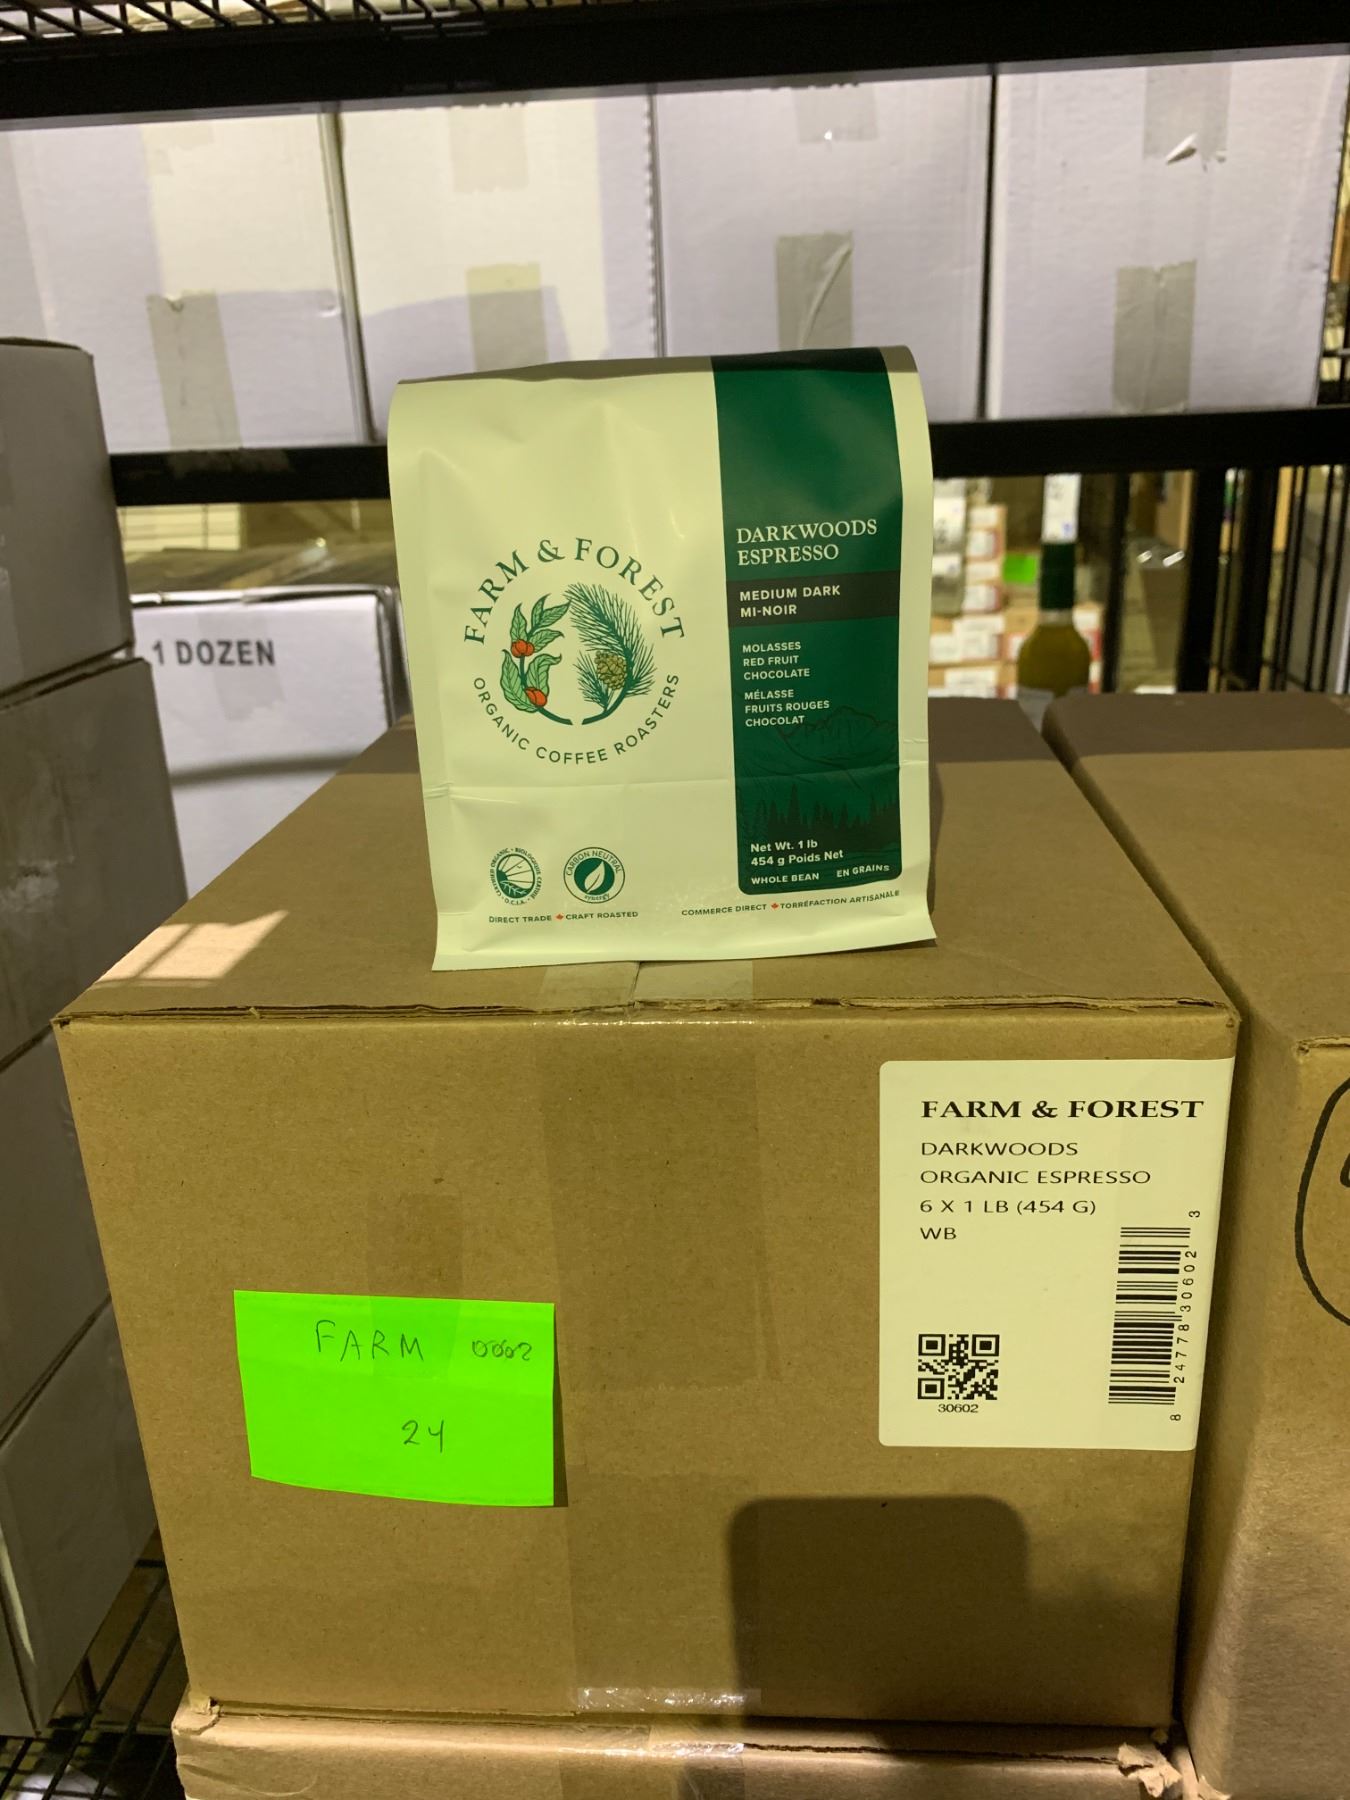 1 DOZEN
FARM & FOREST
ORGANIC COFFEE ROASTERS
DARKWOODS
ESPRESSO
MEDIUM DARK
MI-NOIR
MOLASSES
RED FRUIT
CHOCOLATE
MÉLASSE
FRUITS ROUGES
CHOCOLAT
Net Wt. 1 lb
454 g Poids Net
WHOLE BEAN EN GRAINS
CARBON NEUTRAL
DIRECT TRADE CRAFT ROASTED
COMMERCE DIRECT TORRÉFACTION ARTISANALE
FARM & FOREST
DARKWOODS
ORGANIC ESPRESSO
6 X 1 LB (454 G)
WB
30602
8 24778 30602 3
FARM 0002
24